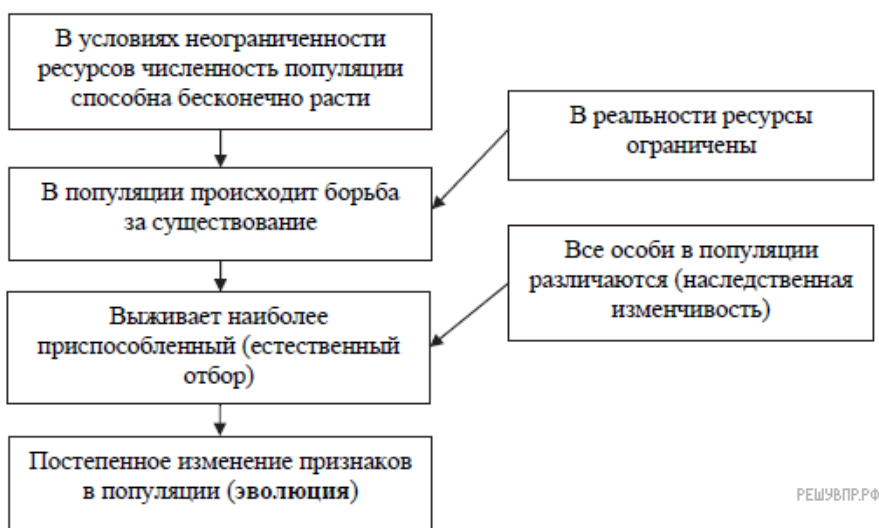 В условиях неограниченности
ресурсов численность популяции
способна бесконечно расти
В реальности ресурсы
ограничены
В популяции происходит борьба
за существование
Все особи в популяции
различаются (наследственная
изменчивость)
Выживает наиболее
приспособленный (естественный
отбор)
Постепенное изменение признаков
в популяции (эволюция)
РЕШУВПР.РФ